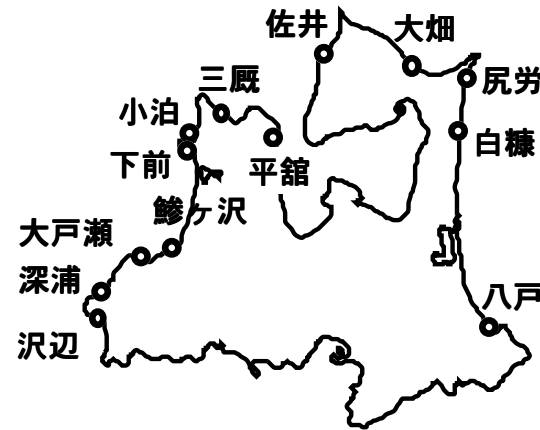 佐井
大畑
三厩
尻労
小泊
白糠
下前
平舘
鰺ヶ沢
大戸瀬
深浦
八戸
沢辺